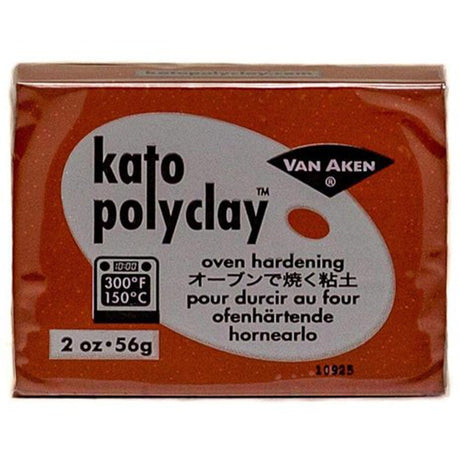 katopolyclay.com
kato
polyclay™
VAN AKEN
®
oven hardening
オーブンで焼く粘土
pour durcir au four
ofenhärtende
hornearlo
10:00
300°F
150°C
2 oz • 56g
10925